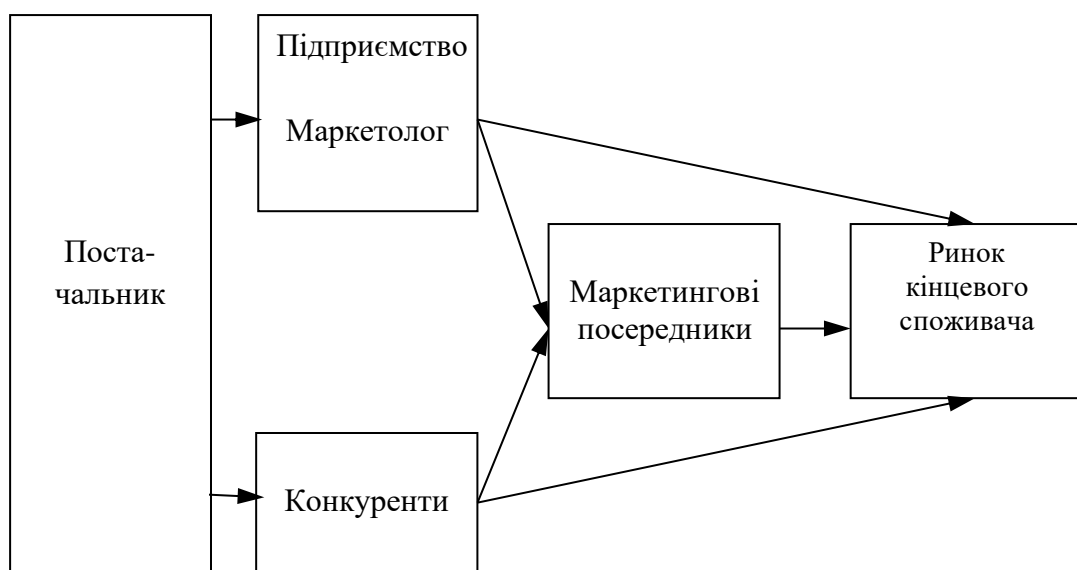 Підприємство
Маркетолог
Поста-
чальник
Маркетингові
посередники
Ринок
кінцевого
споживача
Конкуренти